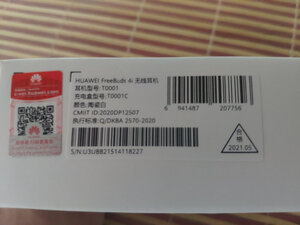 HUAWEI FreeBuds 4i 无线耳机
耳机型号: T0001
充电盒型号: T0001C
颜色: 陶瓷白
CMIIT ID: 2020DP12507
执行标准: Q/DKBA 2570-2020
6 941487 207756
合格
2021.05
S/N:U3U8B21514118227
HUAWEI